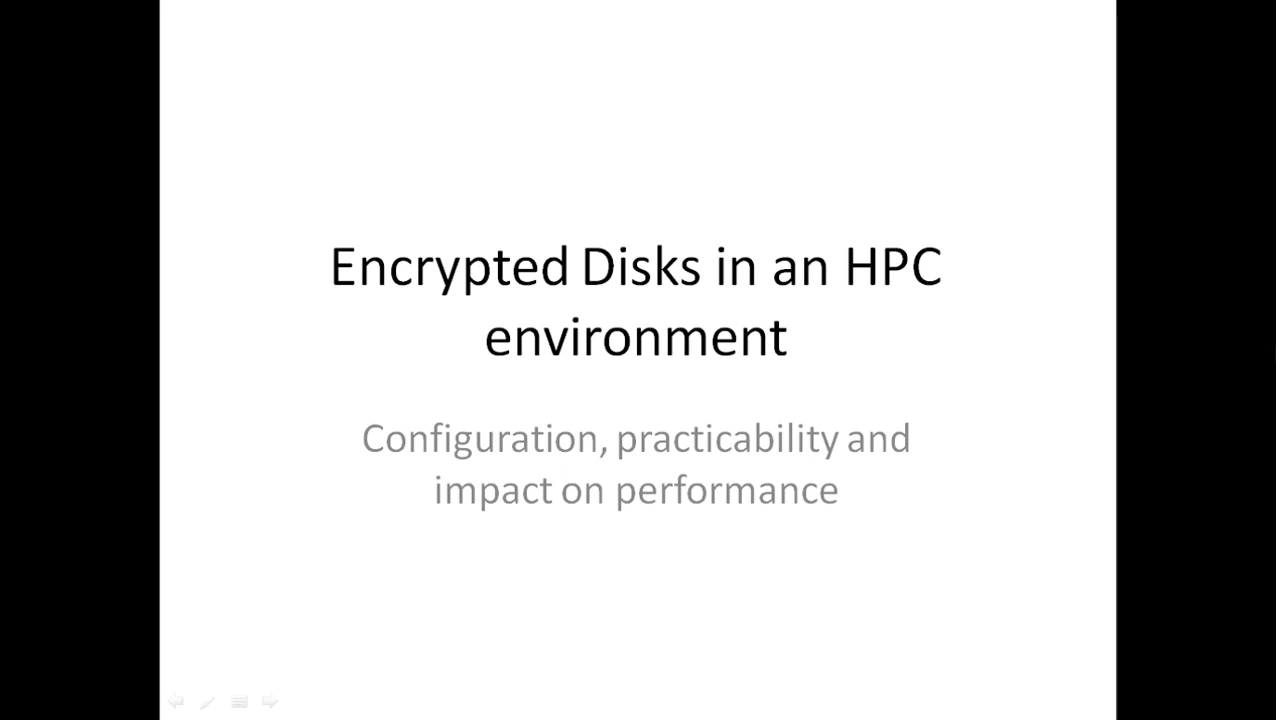 Encrypted Disks in an HPC
environment
Configuration, practicability and
impact on performance